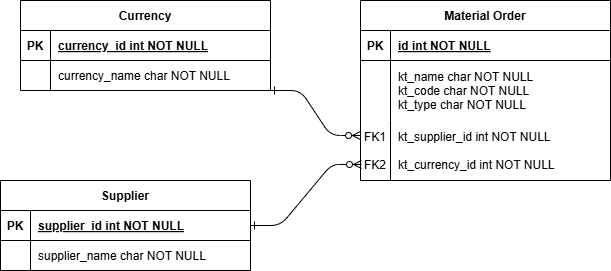 Currency
PK currency_id int NOT NULL
currency_name char NOT NULL
Material Order
PK id int NOT NULL
kt_name char NOT NULL
kt_code char NOT NULL
kt_type char NOT NULL
FK1 kt_supplier_id int NOT NULL
FK2 kt_currency_id int NOT NULL
Supplier
PK supplier_id int NOT NULL
supplier_name char NOT NULL